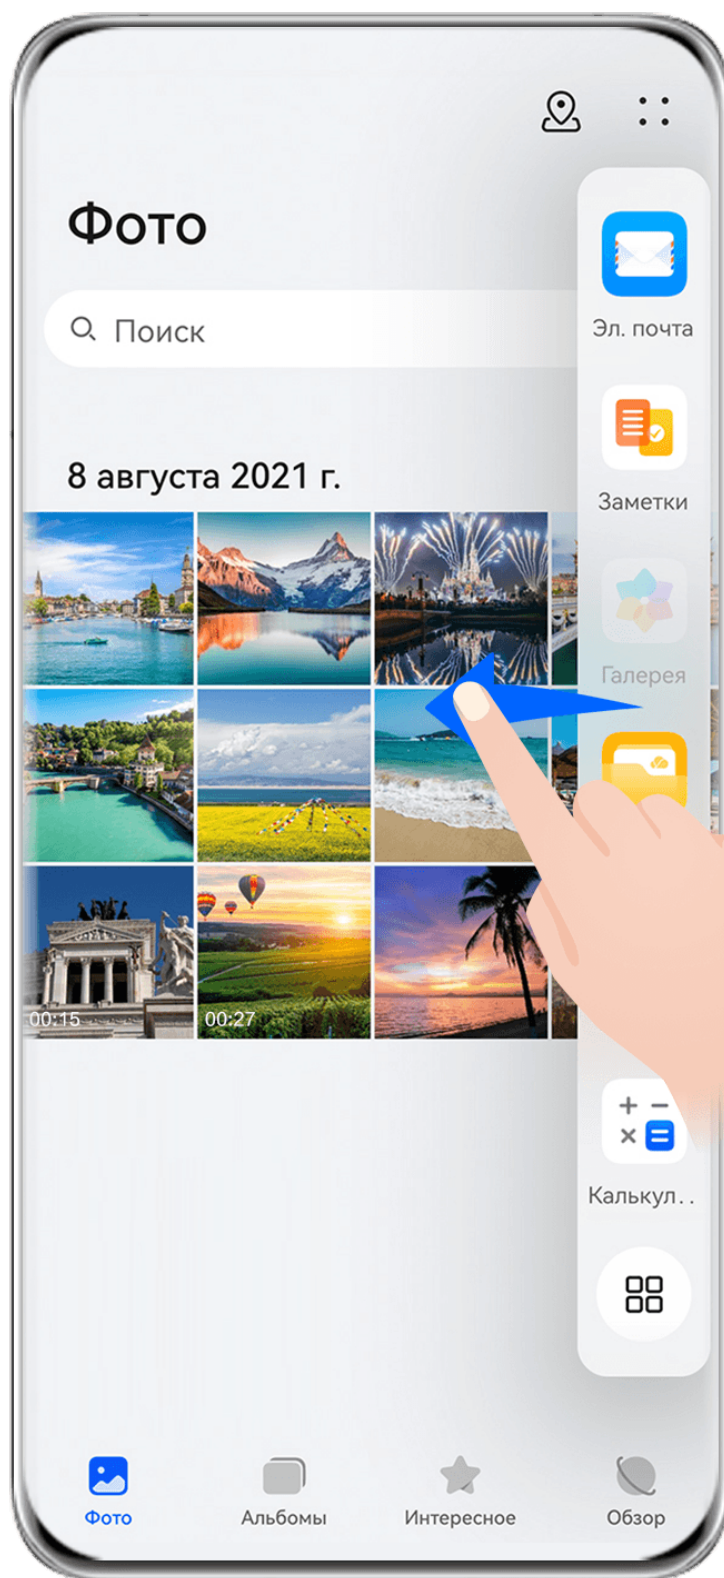 Фото
Поиск
8 августа 2021 г.
00:15
00:27
Эл. почта
Заметки
Галерея
Калькул..
Фото
Альбомы
Интересное
Обзор